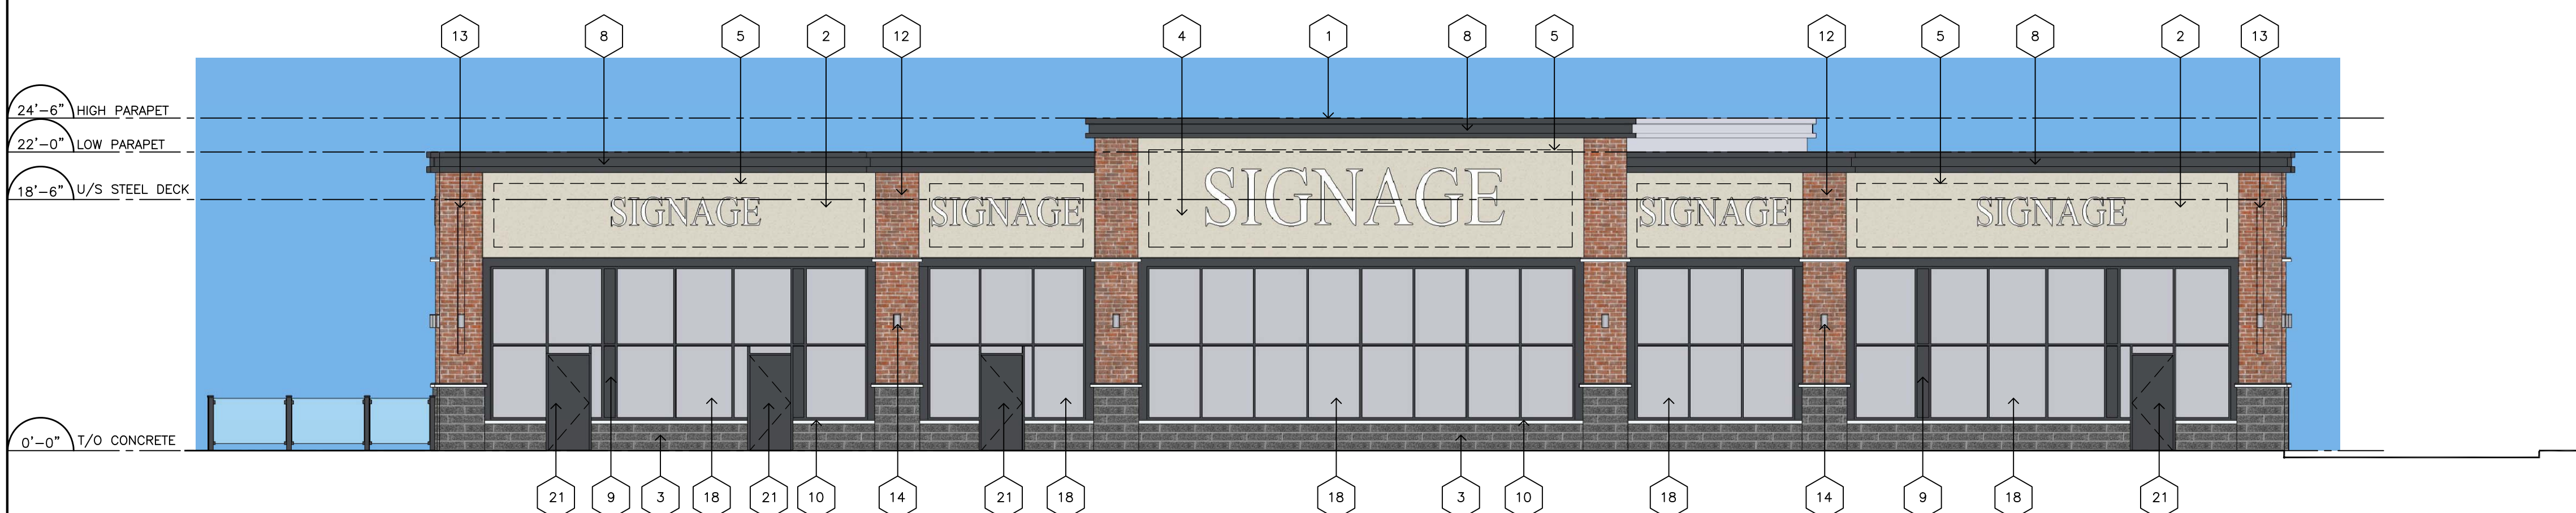 13 8 5 2 12 4 1 8 5 12 5 8 2 13
24'-6" HIGH PARAPET
22'-0" LOW PARAPET
18'-6" U/S STEEL DECK
SIGNAGE SIGNAGE SIGNAGE SIGNAGE SIGNAGE
0'-0" T/O CONCRETE
21 9 3 18 21 10 14 21 18 18 3 10 18 14 9 18 21